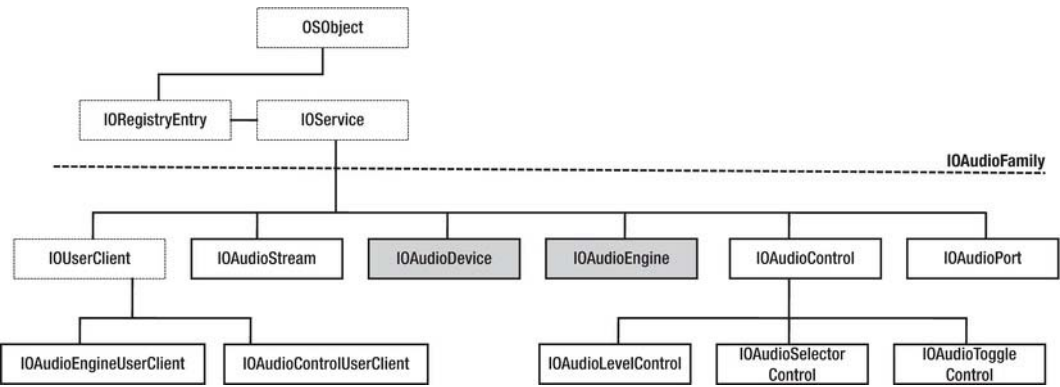 OSObject
IORegistryEntry
IOService
IOAudioFamily
IOUserClient
IOAudioStream
IOAudioDevice
IOAudioEngine
IOAudioControl
IOAudioPort
IOAudioEngineUserClient
IOAudioControlUserClient
IOAudioLevelControl
IOAudioSelector
Control
IOAudioToggle
Control